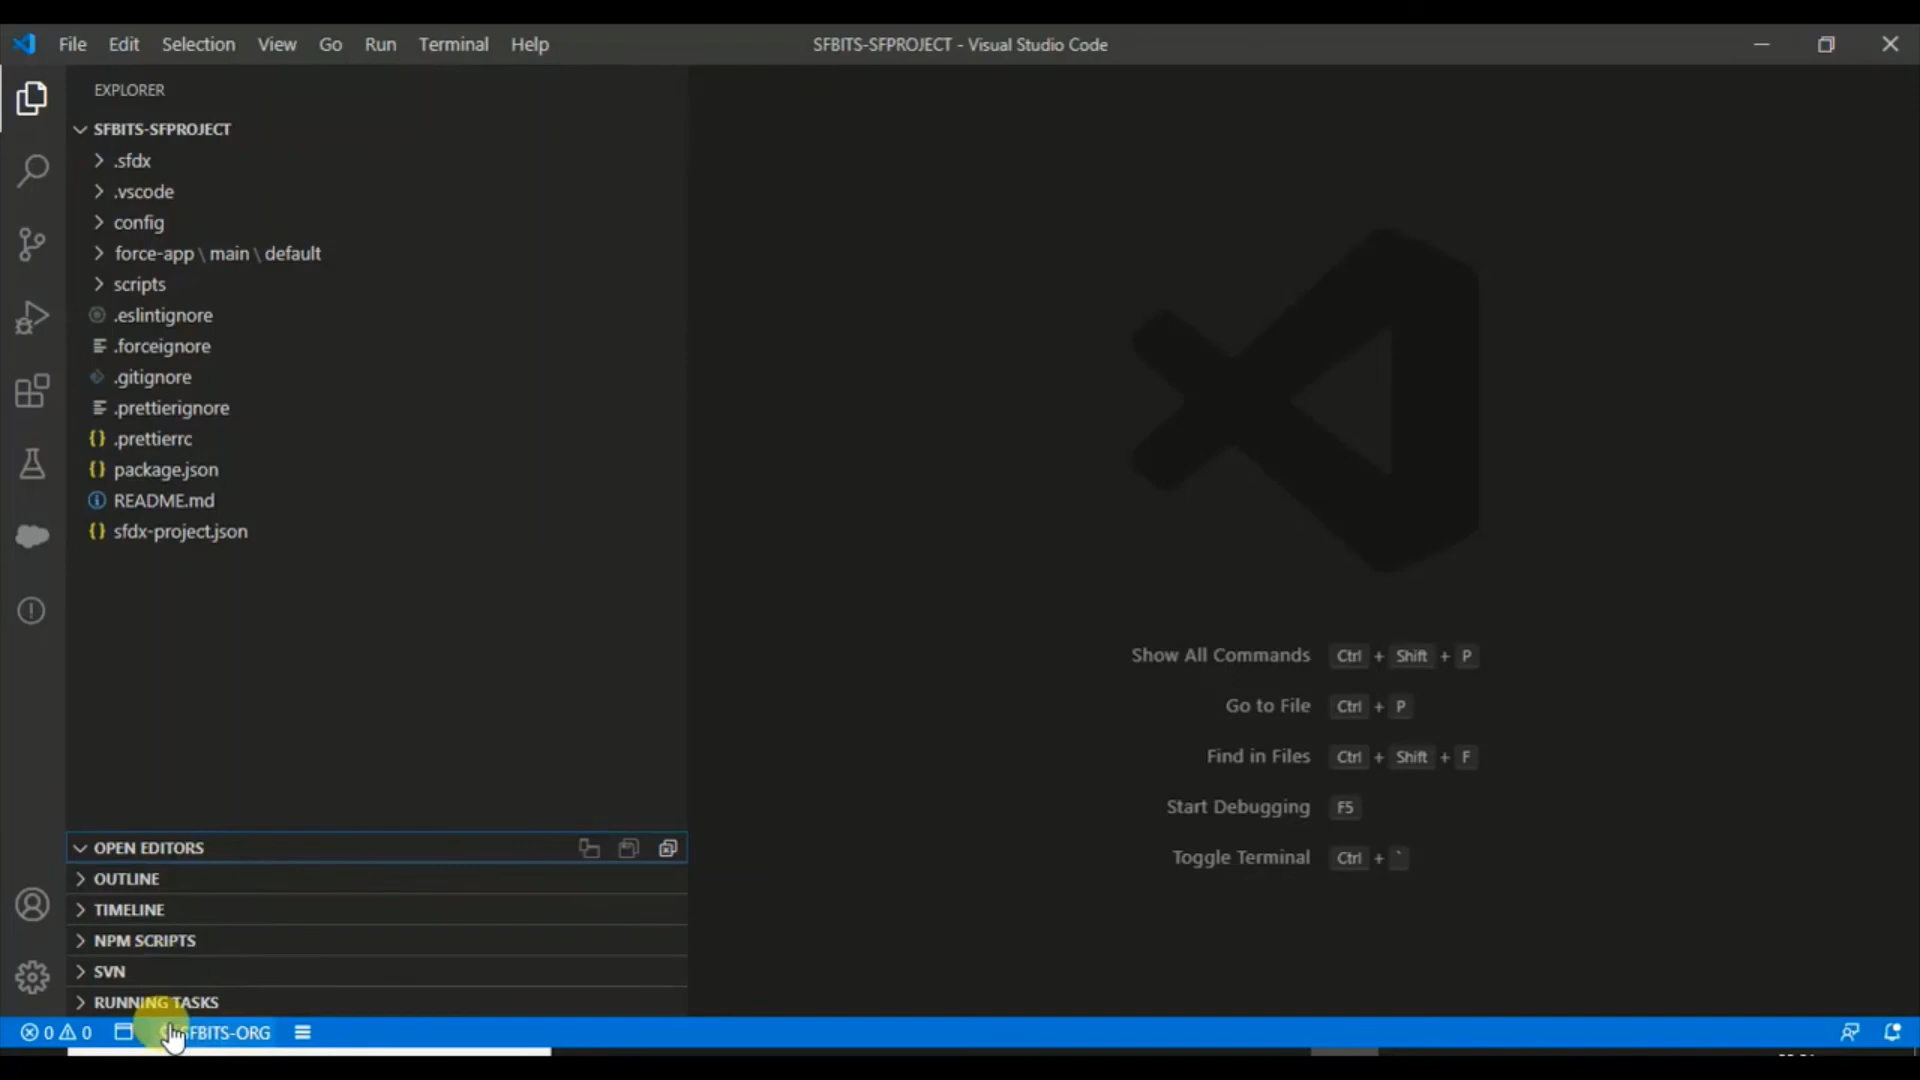 File Edit Selection View Go Run Terminal Help
SFBITS-SFPROJECT - Visual Studio Code
EXPLORER
SFBITS-SFPROJECT
.sfdx
.vscode
config
force-app \ main \ default
scripts
.eslintignore
.forceignore
.gitignore
.prettierignore
.prettierrc
package.json
README.md
sfdx-project.json
Show All Commands Ctrl + Shift + P
Go to File Ctrl + P
Find in Files Ctrl + Shift + F
Start Debugging F5
Toggle Terminal Ctrl + `
OPEN EDITORS
OUTLINE
TIMELINE
NPM SCRIPTS
SVN
RUNNING TASKS
0 0 SFBITS-ORG